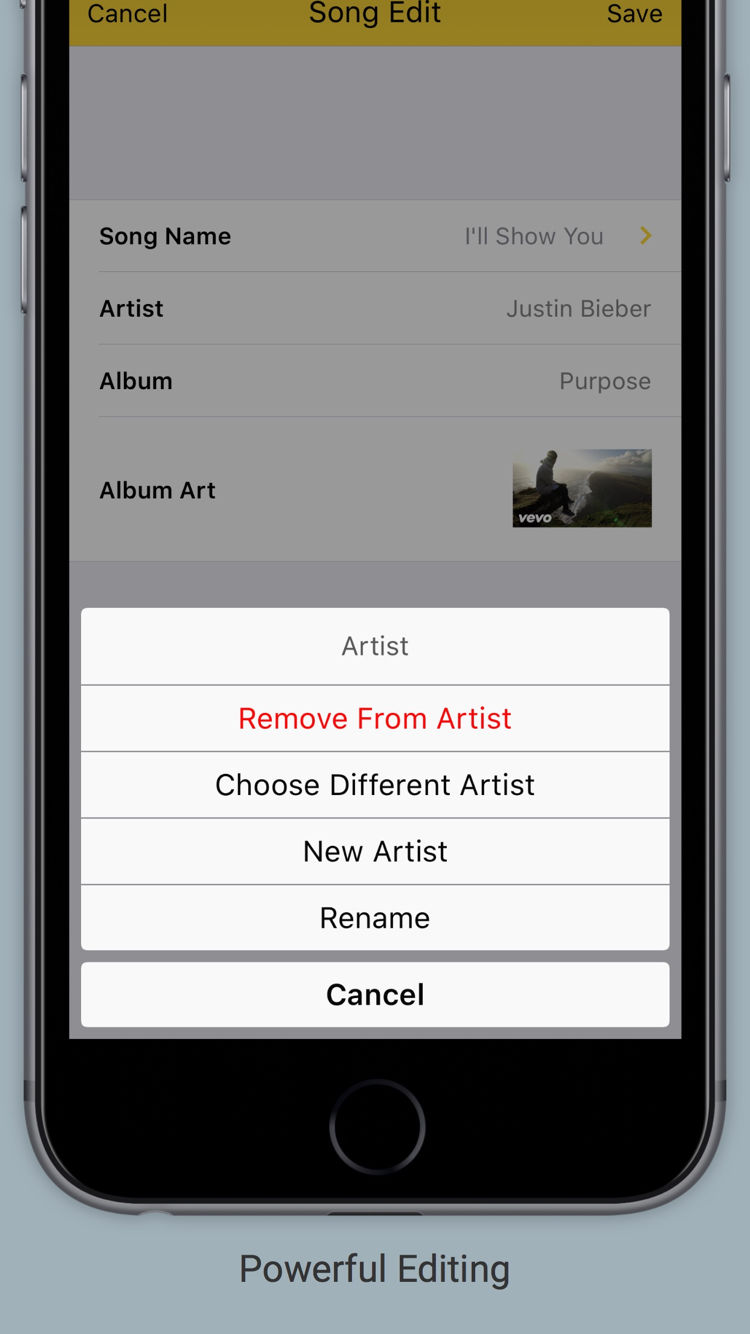 Cancel Song Edit Save
Song Name I'll Show You
Artist Justin Bieber
Album Purpose
Album Art
vevo
Artist
Remove From Artist
Choose Different Artist
New Artist
Rename
Cancel
Powerful Editing